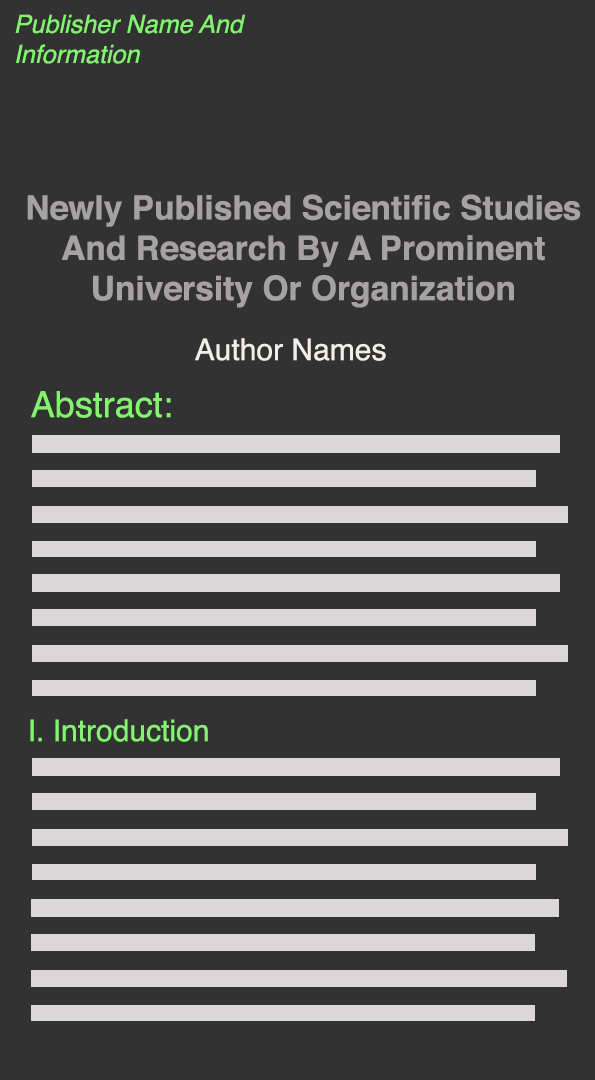 Publisher Name And
Information
Newly Published Scientific Studies
And Research By A Prominent
University Or Organization
Author Names
Abstract:
I. Introduction